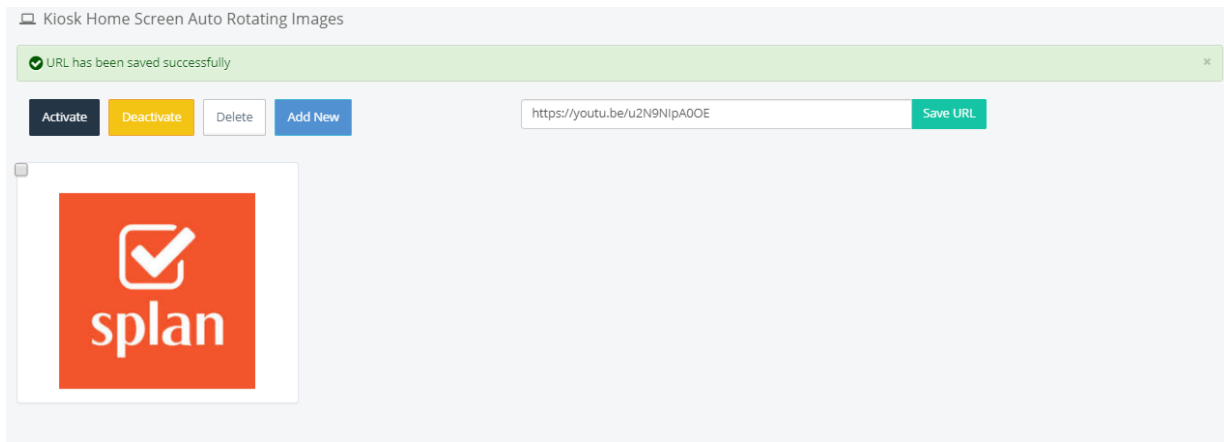 Kiosk Home Screen Auto Rotating Images
URL has been saved successfully
×
Activate Deactivate Delete Add New https://youtu.be/u2N9NIpA0OE Save URL
splan